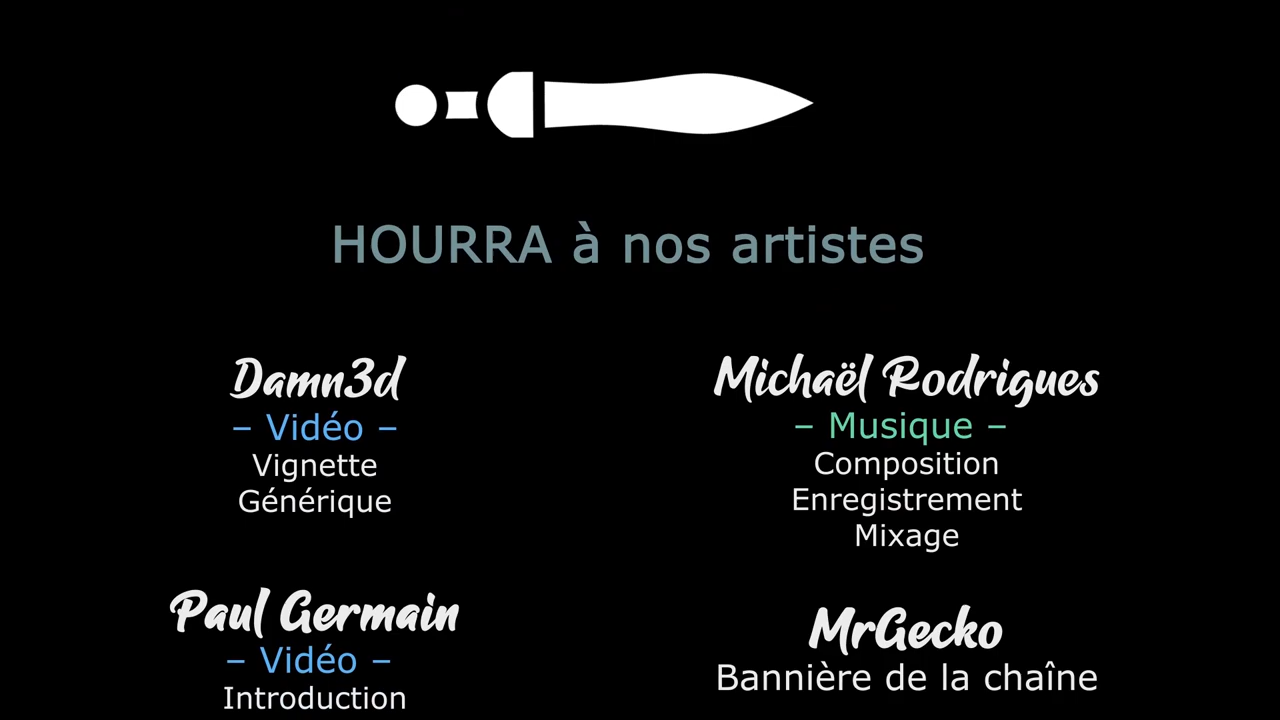 HOURRA à nos artistes
Damn3d
– Vidéo –
Vignette
Générique
Michaël Rodrigues
– Musique –
Composition
Enregistrement
Mixage
Paul Germain
– Vidéo –
Introduction
MrGecko
Bannière de la chaîne